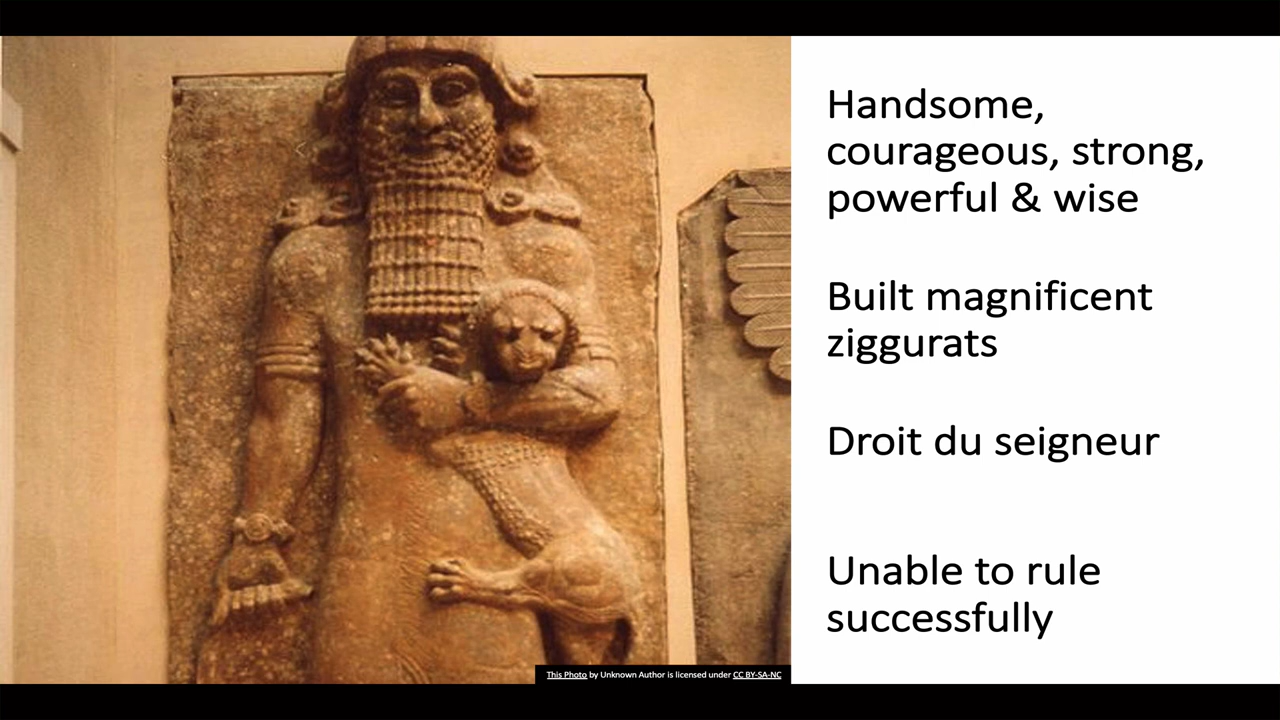 Handsome,
courageous, strong,
powerful & wise
Built magnificent
ziggurats
Droit du seigneur
Unable to rule
successfully
This Photo by Unknown Author is licensed under CC BY-SA-NC